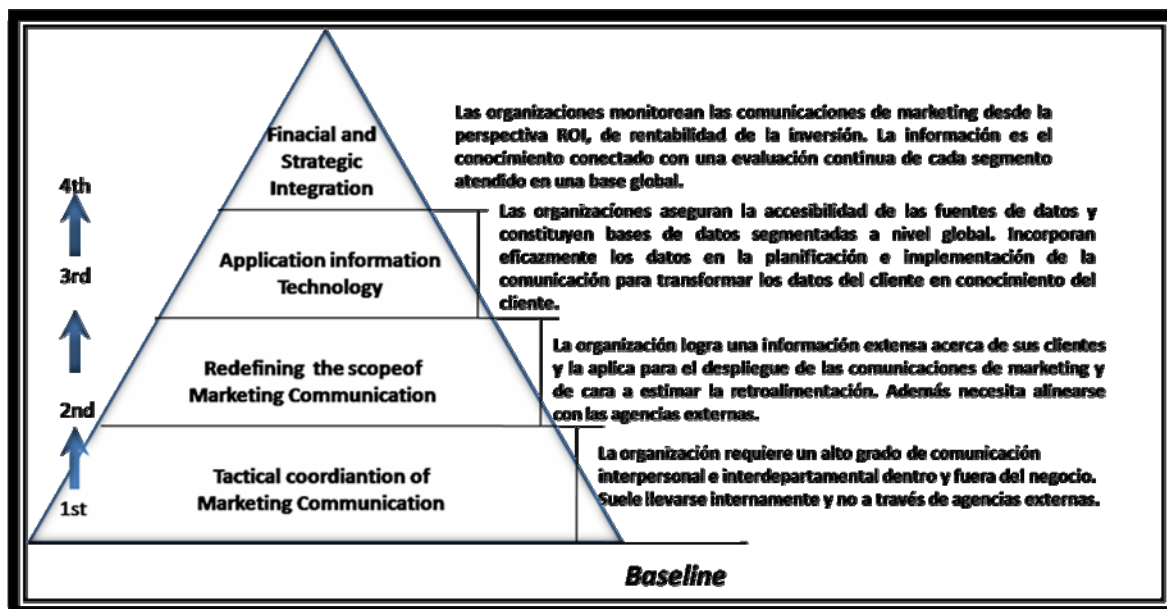 Finacial and
Strategic
Integration
Las organizaciones monitorean las comunicaciones de marketing desde la
perspectiva ROI, de rentabilidad de la inversión. La información es el
conocimiento conectado con una evaluación continua de cada segmento
atendido en una base global.
4th
Application information
Technology
Las organizaciones aseguran la accesibilidad de las fuentes de datos y
constituyen bases de datos segmentadas a nivel global. Incorporan
eficazmente los datos en la planificación e implementación de la
comunicación para transformar los datos del cliente en conocimiento del
cliente.
3rd
Redefining the scopeof
Marketing Communication
La organización logra una información extensa acerca de sus clientes
y la aplica para el despliegue de las comunicaciones de marketing y
de cara a estimar la retroalimentación. Además necesita alinearse
con las agencias externas.
2nd
Tactical coordiantion of
Marketing Communication
La organización requiere un alto grado de comunicación
interpersonal e interdepartamental dentro y fuera del negocio.
Suele llevarse internamente y no a través de agencias externas.
1st
Baseline